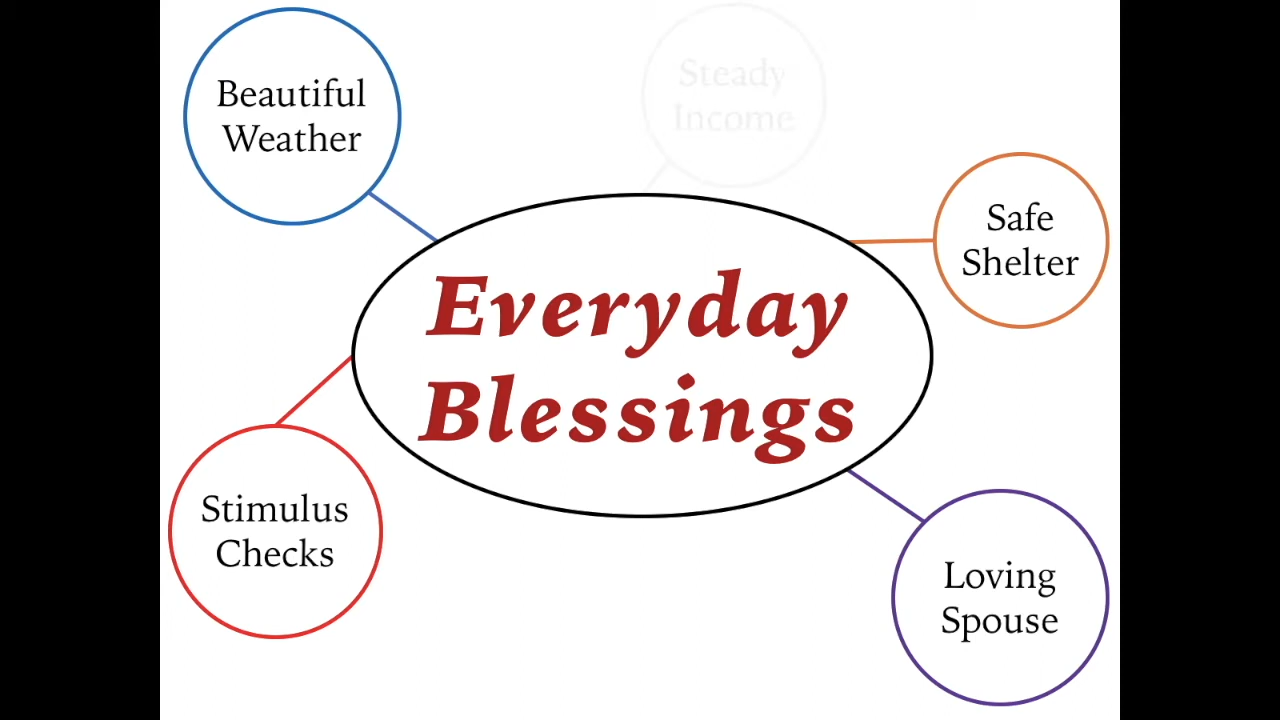 Beautiful
Weather
Steady
Income
Safe
Shelter
Everyday
Blessings
Stimulus
Checks
Loving
Spouse